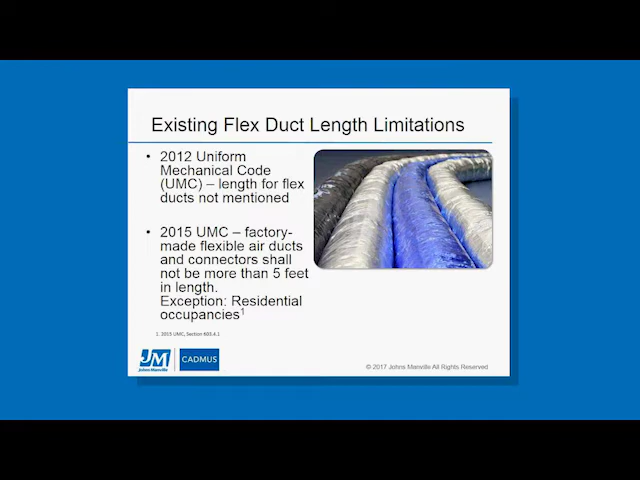 Existing Flex Duct Length Limitations
• 2012 Uniform
Mechanical Code
(UMC) – length for flex
ducts not mentioned
• 2015 UMC – factory-
made flexible air ducts
and connectors shall
not be more than 5 feet
in length.
Exception: Residential
occupancies1
1. 2015 UMC, Section 603.4.1
JM
Johns Manville
CADMUS
© 2017 Johns Manville All Rights Reserved